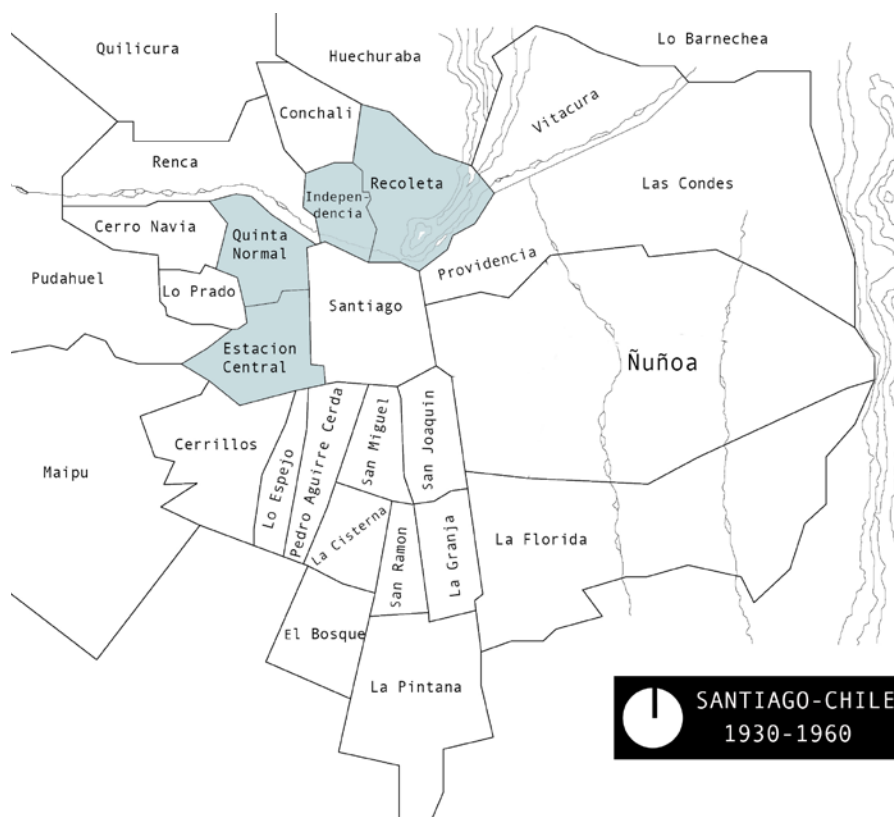 Quilicura
Huechuraba
Lo Barnechea
Conchali
Vitacura
Renca
Recoleta
Indepen-
dencia
Las Condes
Cerro Navia
Quinta
Normal
Pudahuel
Lo Prado
Providencia
Santiago
Estacion
Central
Ñuñoa
Cerrillos
Maipu
Lo Espejo
Pedro Aguirre Cerda
San Miguel
San Joaquin
La Cisterna
San Ramon
La Granja
La Florida
El Bosque
La Pintana
SANTIAGO-CHILE
1930-1960